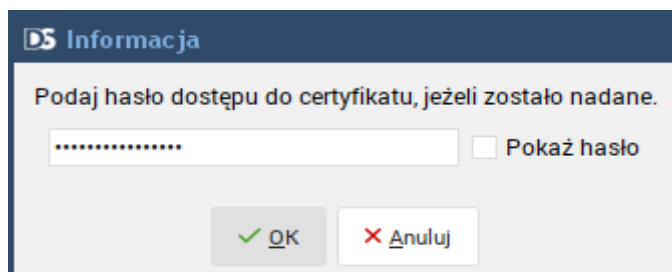 DS Informacja
Podaj hasło dostępu do certyfikatu, jeżeli zostało nadane.
•••••••••••••••• Pokaż hasło
OK Anuluj